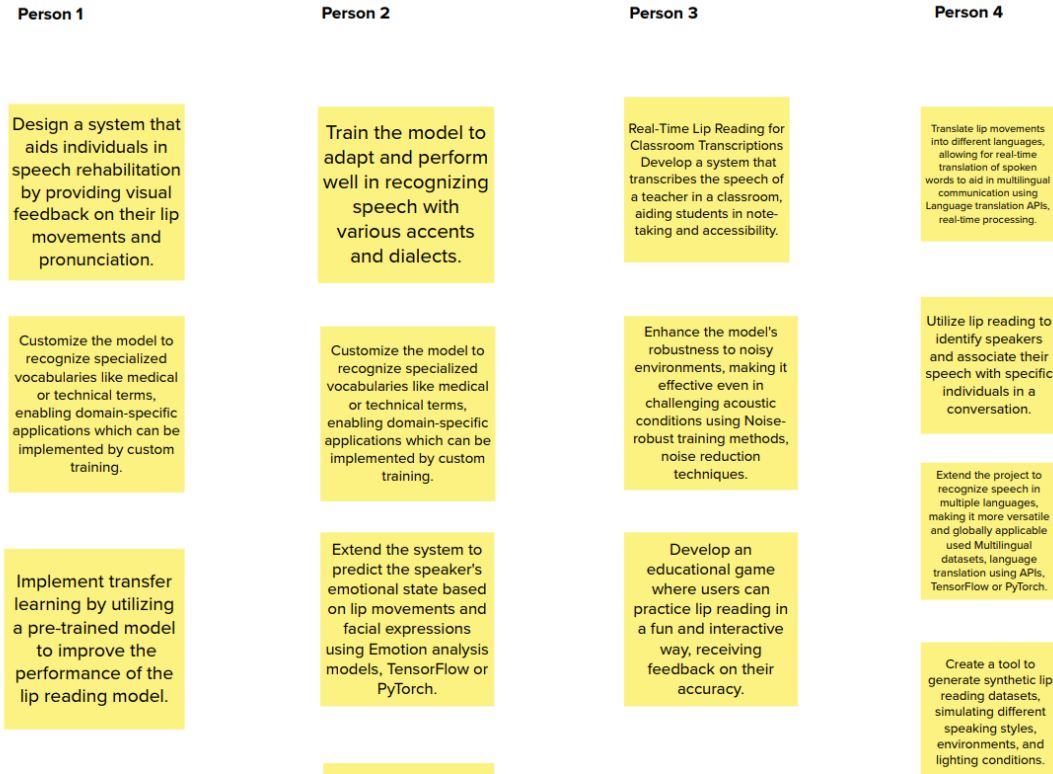 Person 1
Person 2
Person 3
Person 4
Design a system that
aids individuals in
speech rehabilitation
by providing visual
feedback on their lip
movements and
pronunciation.
Train the model to
adapt and perform
well in recognizing
speech with
various accents
and dialects.
Real-Time Lip Reading for
Classroom Transcriptions
Develop a system that
transcribes the speech of
a teacher in a classroom,
aiding students in note-
taking and accessibility.
Translate lip movements
into different languages,
allowing for real-time
translation of spoken
words to aid in multilingual
communication using
Language translation APIs,
real-time processing.
Customize the model to
recognize specialized
vocabularies like medical
or technical terms,
enabling domain-specific
applications which can be
implemented by custom
training.
Customize the model to
recognize specialized
vocabularies like medical
or technical terms,
enabling domain-specific
applications which can be
implemented by custom
training.
Enhance the model's
robustness to noisy
environments, making it
effective even in
challenging acoustic
conditions using Noise-
robust training methods,
noise reduction
techniques.
Utilize lip reading to
identify speakers
and associate their
speech with specific
individuals in a
conversation.
Extend the project to
recognize speech in
multiple languages,
making it more versatile
and globally applicable
used Multilingual
datasets, language
translation using APIs,
TensorFlow or PyTorch.
Implement transfer
learning by utilizing
a pre-trained model
to improve the
performance of the
lip reading model.
Extend the system to
predict the speaker's
emotional state based
on lip movements and
facial expressions
using Emotion analysis
models, TensorFlow or
PyTorch.
Develop an
educational game
where users can
practice lip reading in
a fun and interactive
way, receiving
feedback on their
accuracy.
Create a tool to
generate synthetic lip
reading datasets,
simulating different
speaking styles,
environments, and
lighting conditions.